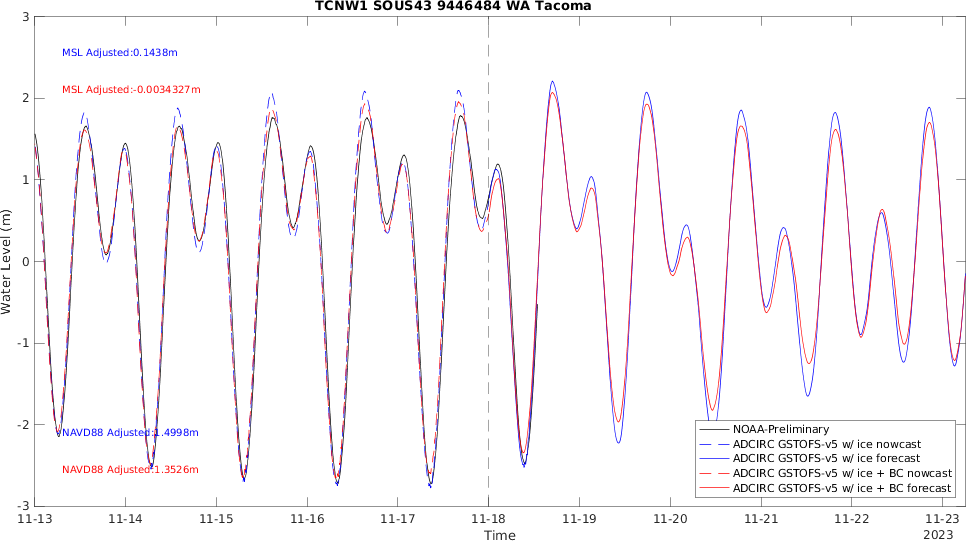 TCNW1 SOUS43 9446484 WA Tacoma
MSL Adjusted:0.1438m
MSL Adjusted:-0.0034327m
NAVD88 Adjusted:1.4998m
NAVD88 Adjusted:1.3526m
Water Level (m)
3
2
1
0
-1
-2
-3
11-13 11-14 11-15 11-16 11-17 11-18 11-19 11-20 11-21 11-22 11-23
Time
2023
NOAA-Preliminary
ADCIRC GSTOFS-v5 w/ ice nowcast
ADCIRC GSTOFS-v5 w/ ice forecast
ADCIRC GSTOFS-v5 w/ ice + BC nowcast
ADCIRC GSTOFS-v5 w/ ice + BC forecast